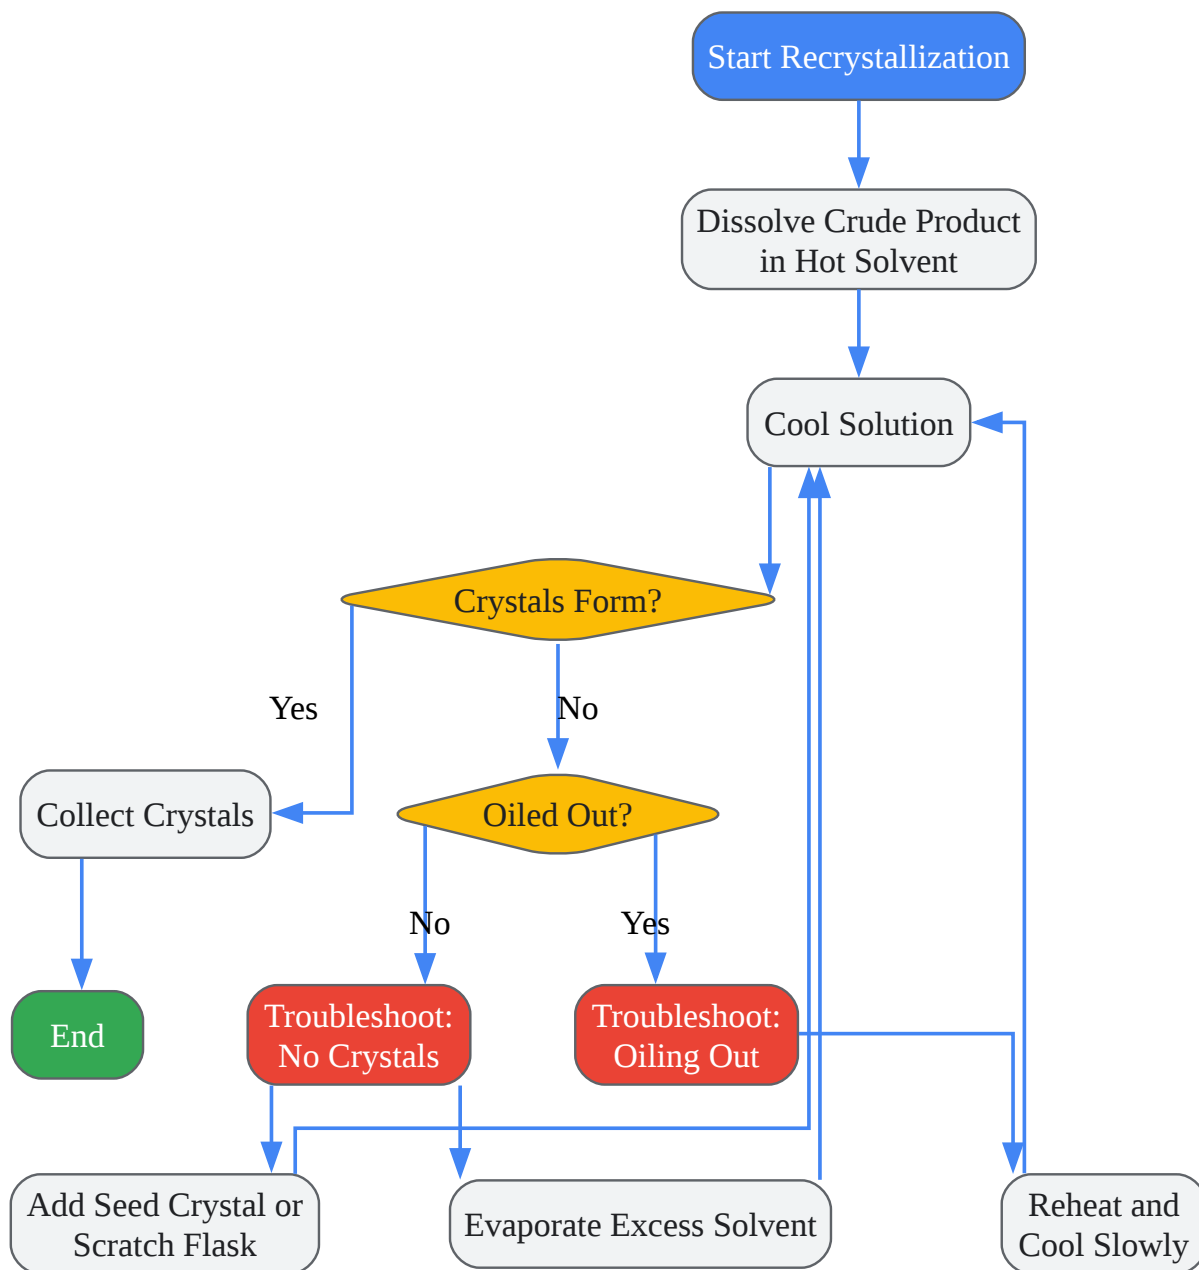 Start Recrystallization
Dissolve Crude Product
in Hot Solvent
Cool Solution
Crystals Form?
Yes
No
Collect Crystals
Oiled Out?
No
Yes
End
Troubleshoot:
No Crystals
Troubleshoot:
Oiling Out
Add Seed Crystal or
Scratch Flask
Evaporate Excess Solvent
Reheat and
Cool Slowly